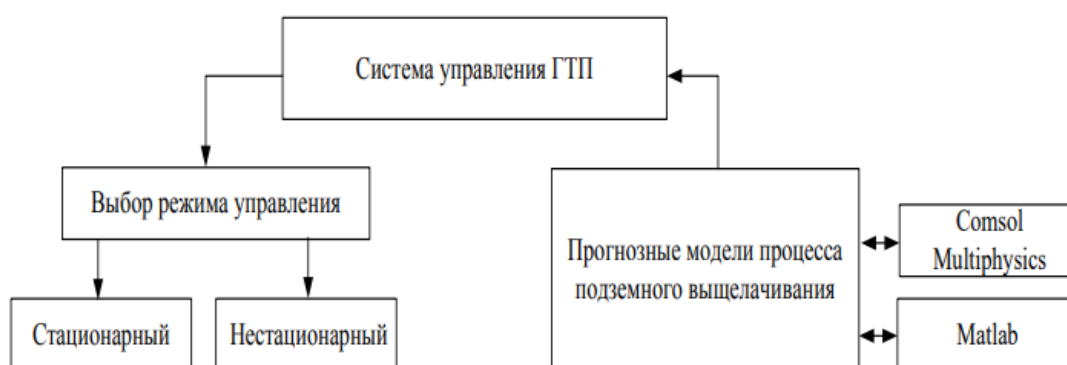 Система управления ГТП
Выбор режима управления
Стационарный
Нестационарный
Прогнозные модели процесса
подземного выщелачивания
Comsol
Multiphysics
Matlab